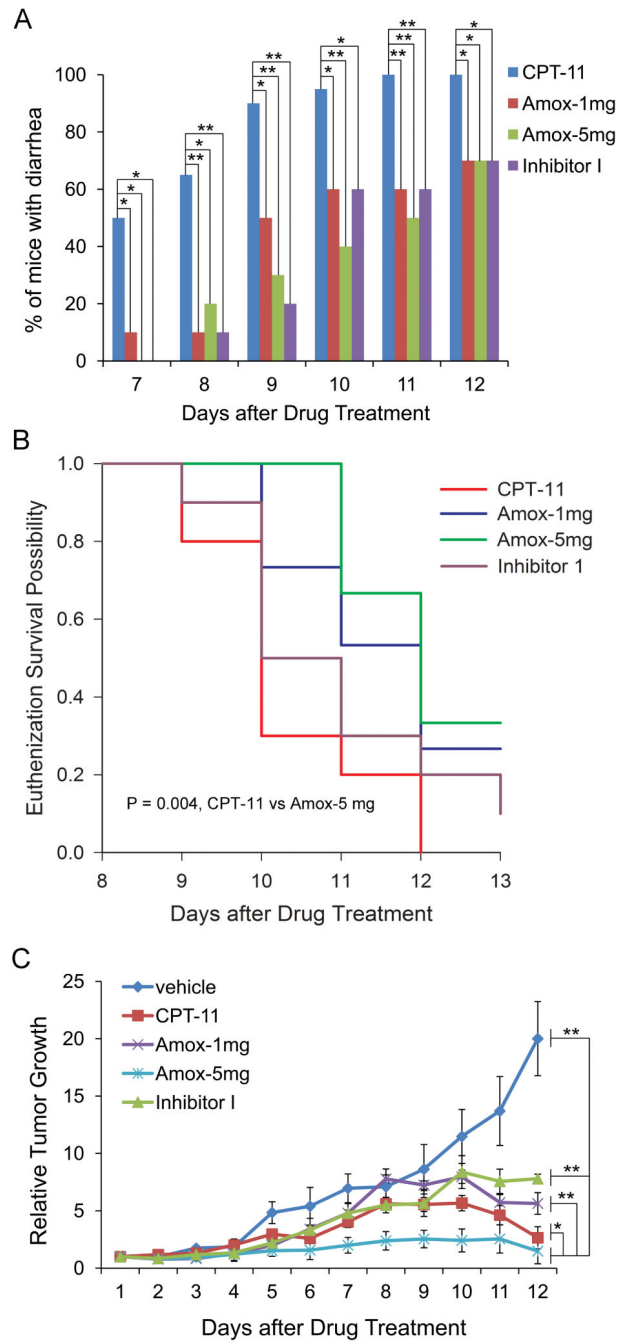 A
* * *
** * **
** ** *
* ** *
** ** **
* * *
CPT-11
Amox-1mg
Amox-5mg
Inhibitor I
% of mice with diarrhea
100
80
60
40
20
0
7 8 9 10 11 12
Days after Drug Treatment
B
Euthenization Survival Possibility
1.0
0.8
0.6
0.4
0.2
0.0
CPT-11
Amox-1mg
Amox-5mg
Inhibitor 1
P = 0.004, CPT-11 vs Amox-5 mg
8 9 10 11 12 13
Days after Drug Treatment
C
Relative Tumor Growth
25
20
15
10
5
0
vehicle
CPT-11
Amox-1mg
Amox-5mg
Inhibitor I
**
**
**
*
1 2 3 4 5 6 7 8 9 10 11 12
Days after Drug Treatment